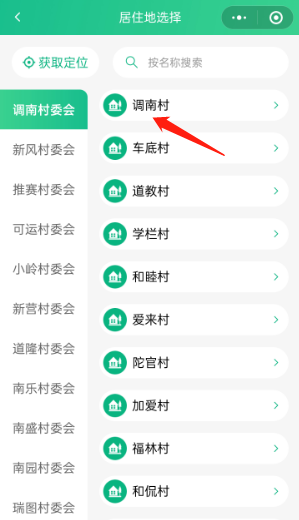 居住地选择
获取定位
按名称搜索
调南村委会
新风村委会
推赛村委会
可运村委会
小岭村委会
新营村委会
道隆村委会
南乐村委会
南盛村委会
南园村委会
瑞图村委会
调南村
车底村
道教村
学栏村
和睦村
爱来村
陀官村
加爱村
福林村
和侃村